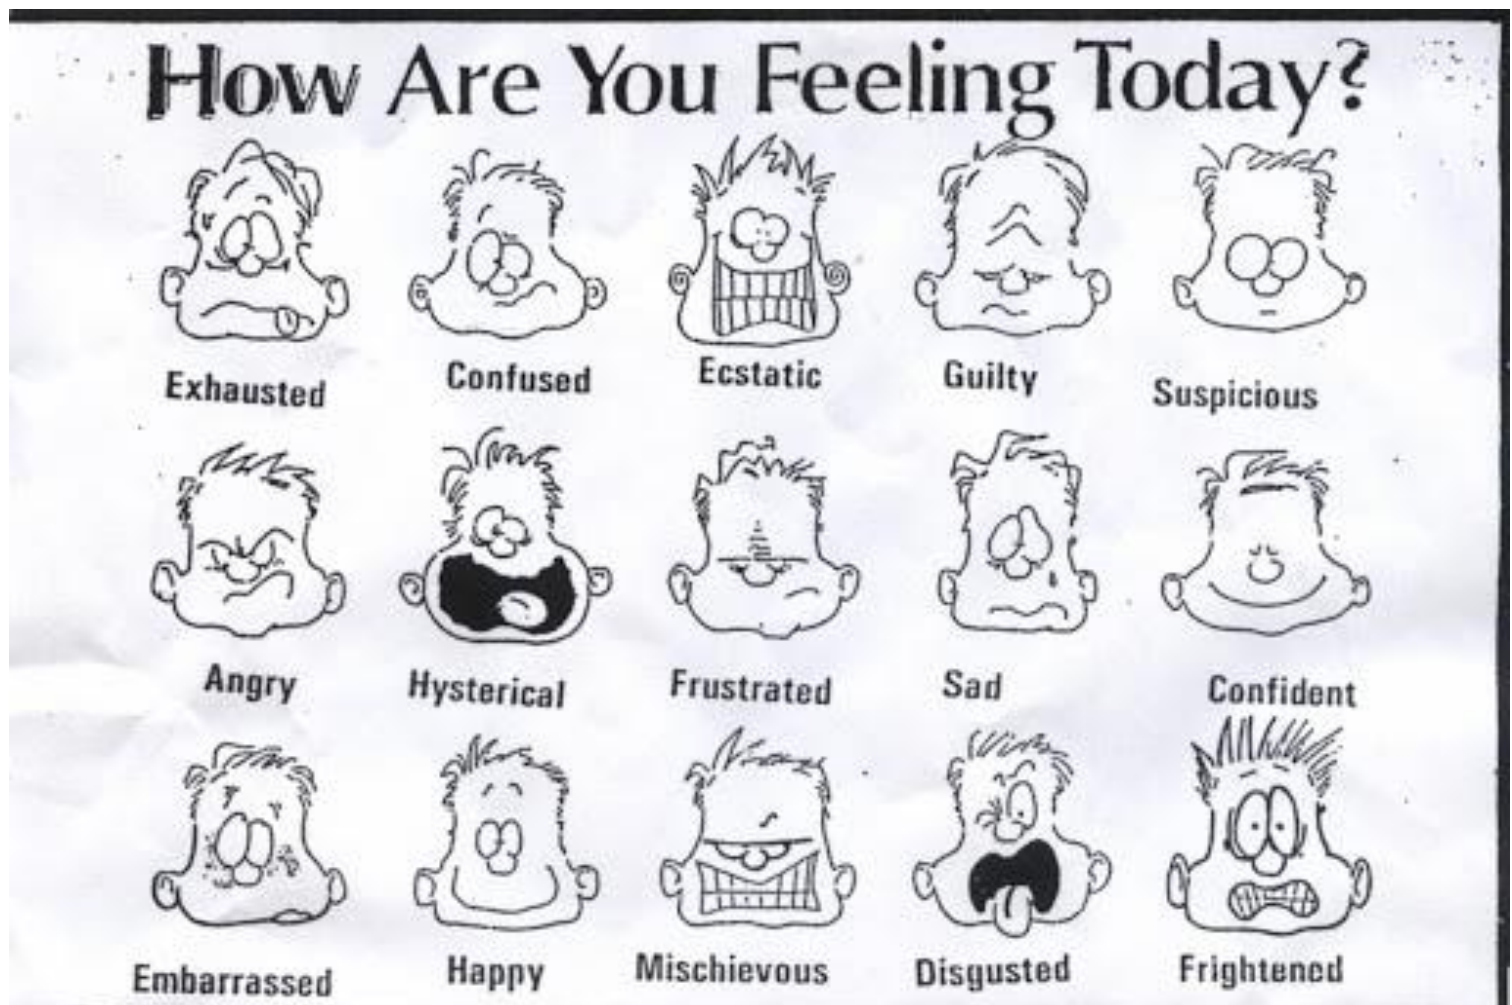 How Are You Feeling Today?
Exhausted Confused Ecstatic Guilty Suspicious
Angry Hysterical Frustrated Sad Confident
Embarrassed Happy Mischievous Disgusted Frightened